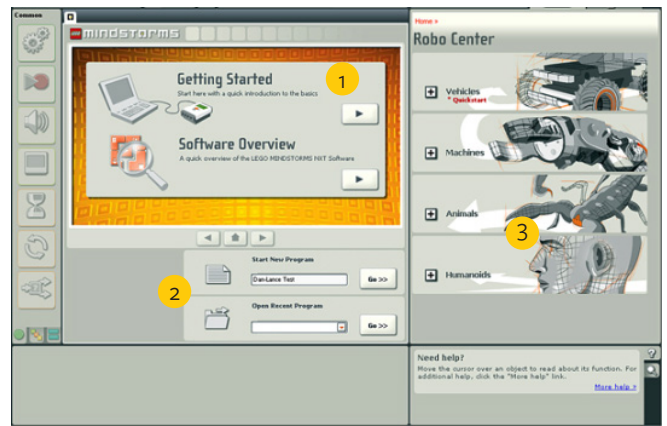 Common
LEGO mindstorms
Getting Started
Start here with a quick introduction to the basics
1
Software Overview
A quick overview of the LEGO MINDSTORMS NXT Software
Start New Program
Dan-Lance Test
Go >>
2
Open Recent Program
Go >>
Home >
Robo Center
Vehicles
* Quickstart
Machines
Animals
3
Humanoids
Need help?
Move the cursor over an object to read about its function. For
additional help, click the "More help" link.
More help >
?